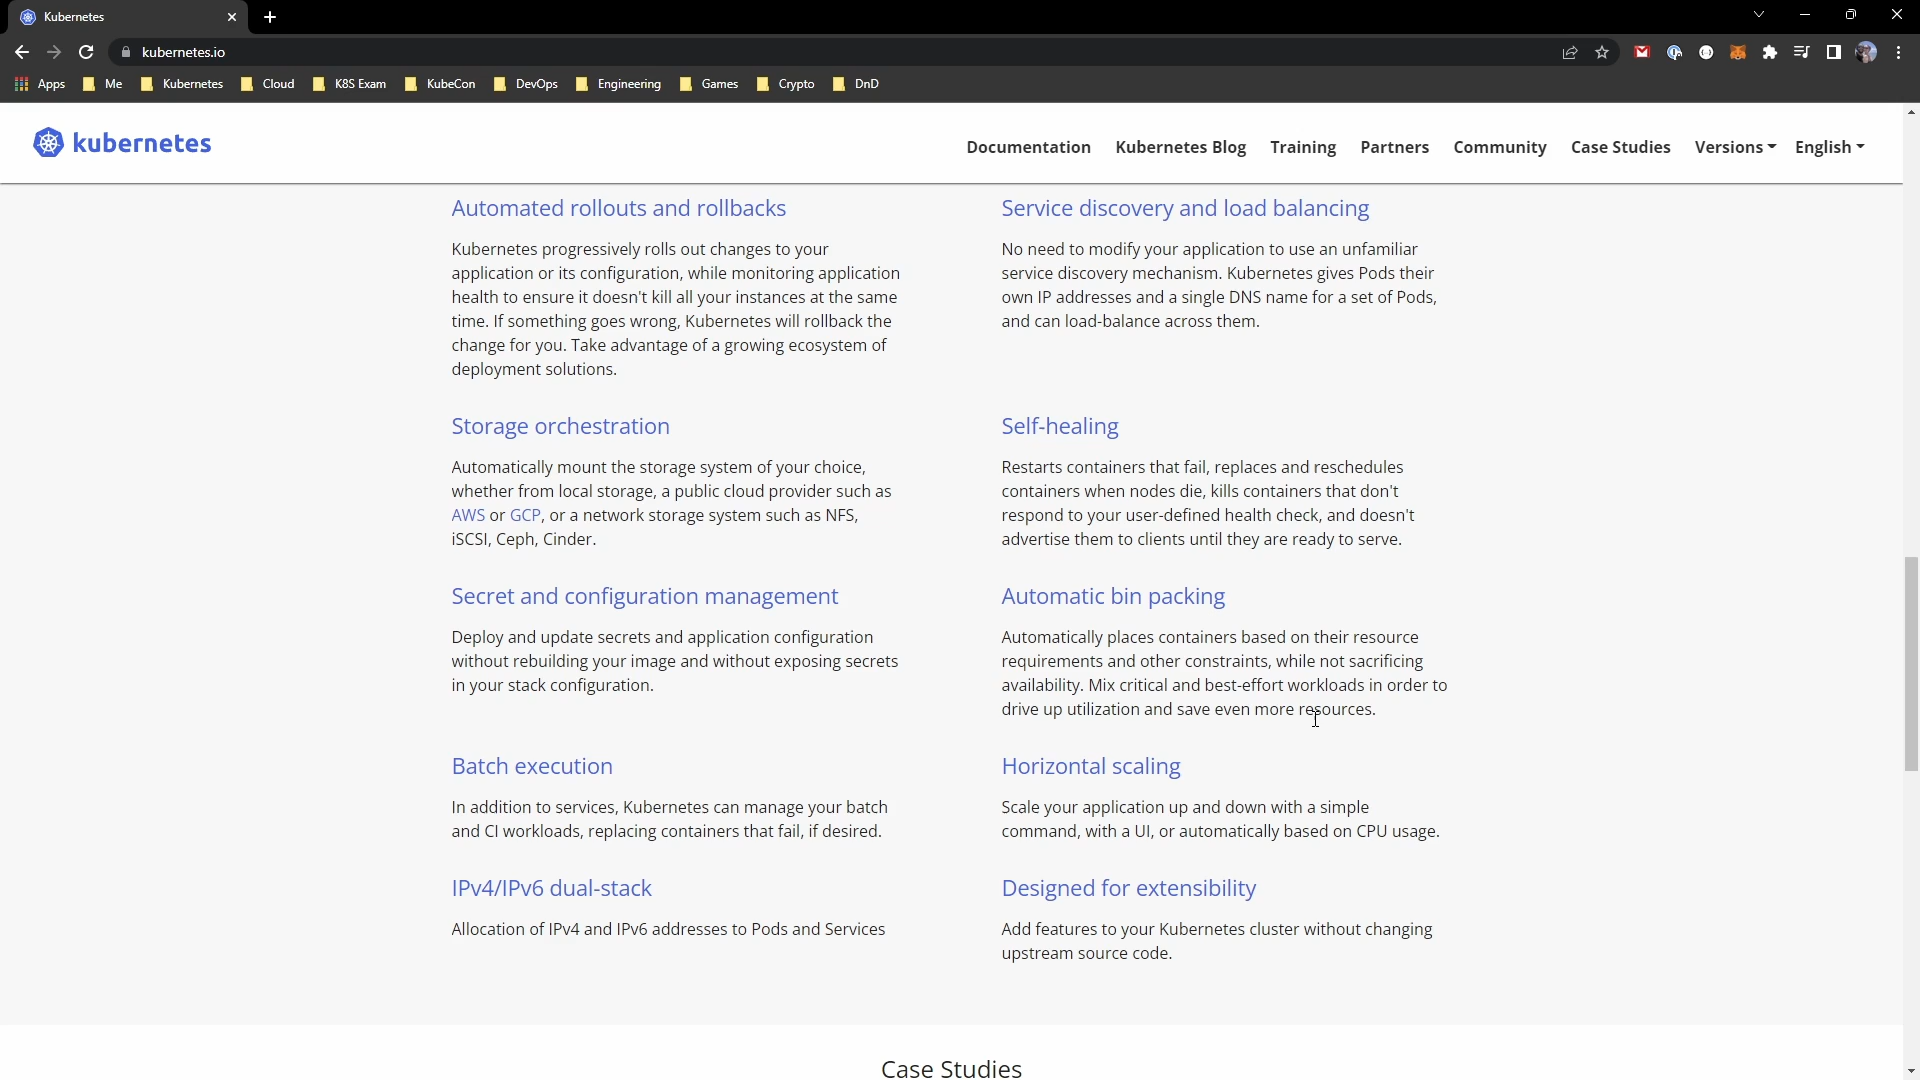 Kubernetes
kubernetes.io
Apps Me Kubernetes Cloud K8S Exam KubeCon DevOps Engineering Games Crypto DnD
kubernetes
Documentation Kubernetes Blog Training Partners Community Case Studies Versions English
Automated rollouts and rollbacks
Kubernetes progressively rolls out changes to your
application or its configuration, while monitoring application
health to ensure it doesn't kill all your instances at the same
time. If something goes wrong, Kubernetes will rollback the
change for you. Take advantage of a growing ecosystem of
deployment solutions.
Service discovery and load balancing
No need to modify your application to use an unfamiliar
service discovery mechanism. Kubernetes gives Pods their
own IP addresses and a single DNS name for a set of Pods,
and can load-balance across them.
Storage orchestration
Automatically mount the storage system of your choice,
whether from local storage, a public cloud provider such as
AWS or GCP, or a network storage system such as NFS,
iSCSI, Ceph, Cinder.
Self-healing
Restarts containers that fail, replaces and reschedules
containers when nodes die, kills containers that don't
respond to your user-defined health check, and doesn't
advertise them to clients until they are ready to serve.
Secret and configuration management
Deploy and update secrets and application configuration
without rebuilding your image and without exposing secrets
in your stack configuration.
Automatic bin packing
Automatically places containers based on their resource
requirements and other constraints, while not sacrificing
availability. Mix critical and best-effort workloads in order to
drive up utilization and save even more resources.
Batch execution
In addition to services, Kubernetes can manage your batch
and CI workloads, replacing containers that fail, if desired.
Horizontal scaling
Scale your application up and down with a simple
command, with a UI, or automatically based on CPU usage.
IPv4/IPv6 dual-stack
Allocation of IPv4 and IPv6 addresses to Pods and Services
Designed for extensibility
Add features to your Kubernetes cluster without changing
upstream source code.
Case Studies